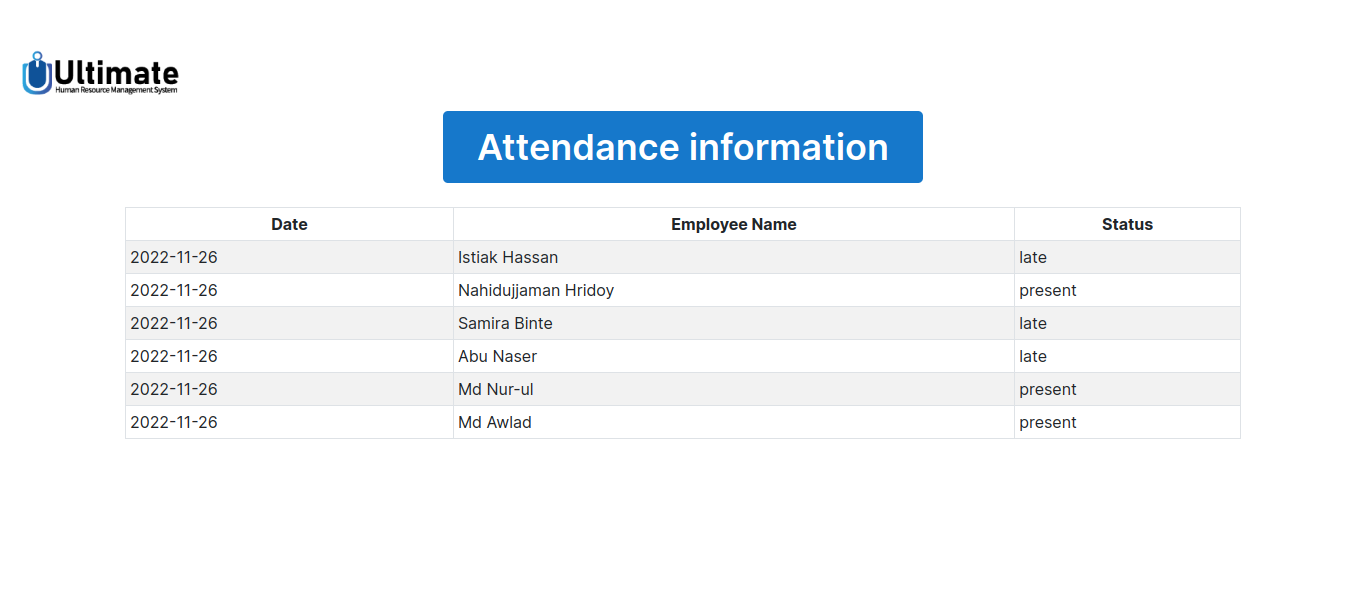 Ultimate
Human Resource Management System
Attendance information
Date Employee Name Status
2022-11-26 Istiak Hassan late
2022-11-26 Nahidujjaman Hridoy present
2022-11-26 Samira Binte late
2022-11-26 Abu Naser late
2022-11-26 Md Nur-ul present
2022-11-26 Md Awlad present